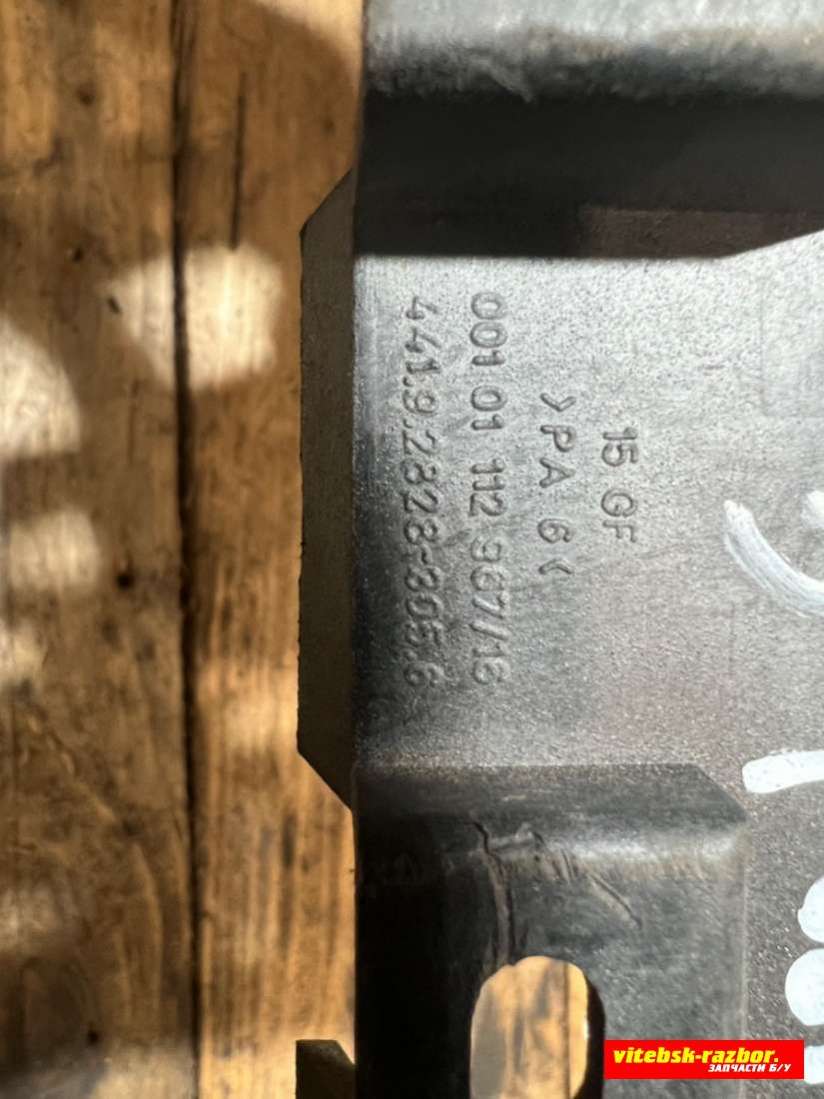 15 GF
>PA 6<
001 01 112 967/16
441.9.2828-305.6
vitebsk-razbor.
ЗАПЧАСТИ Б/У